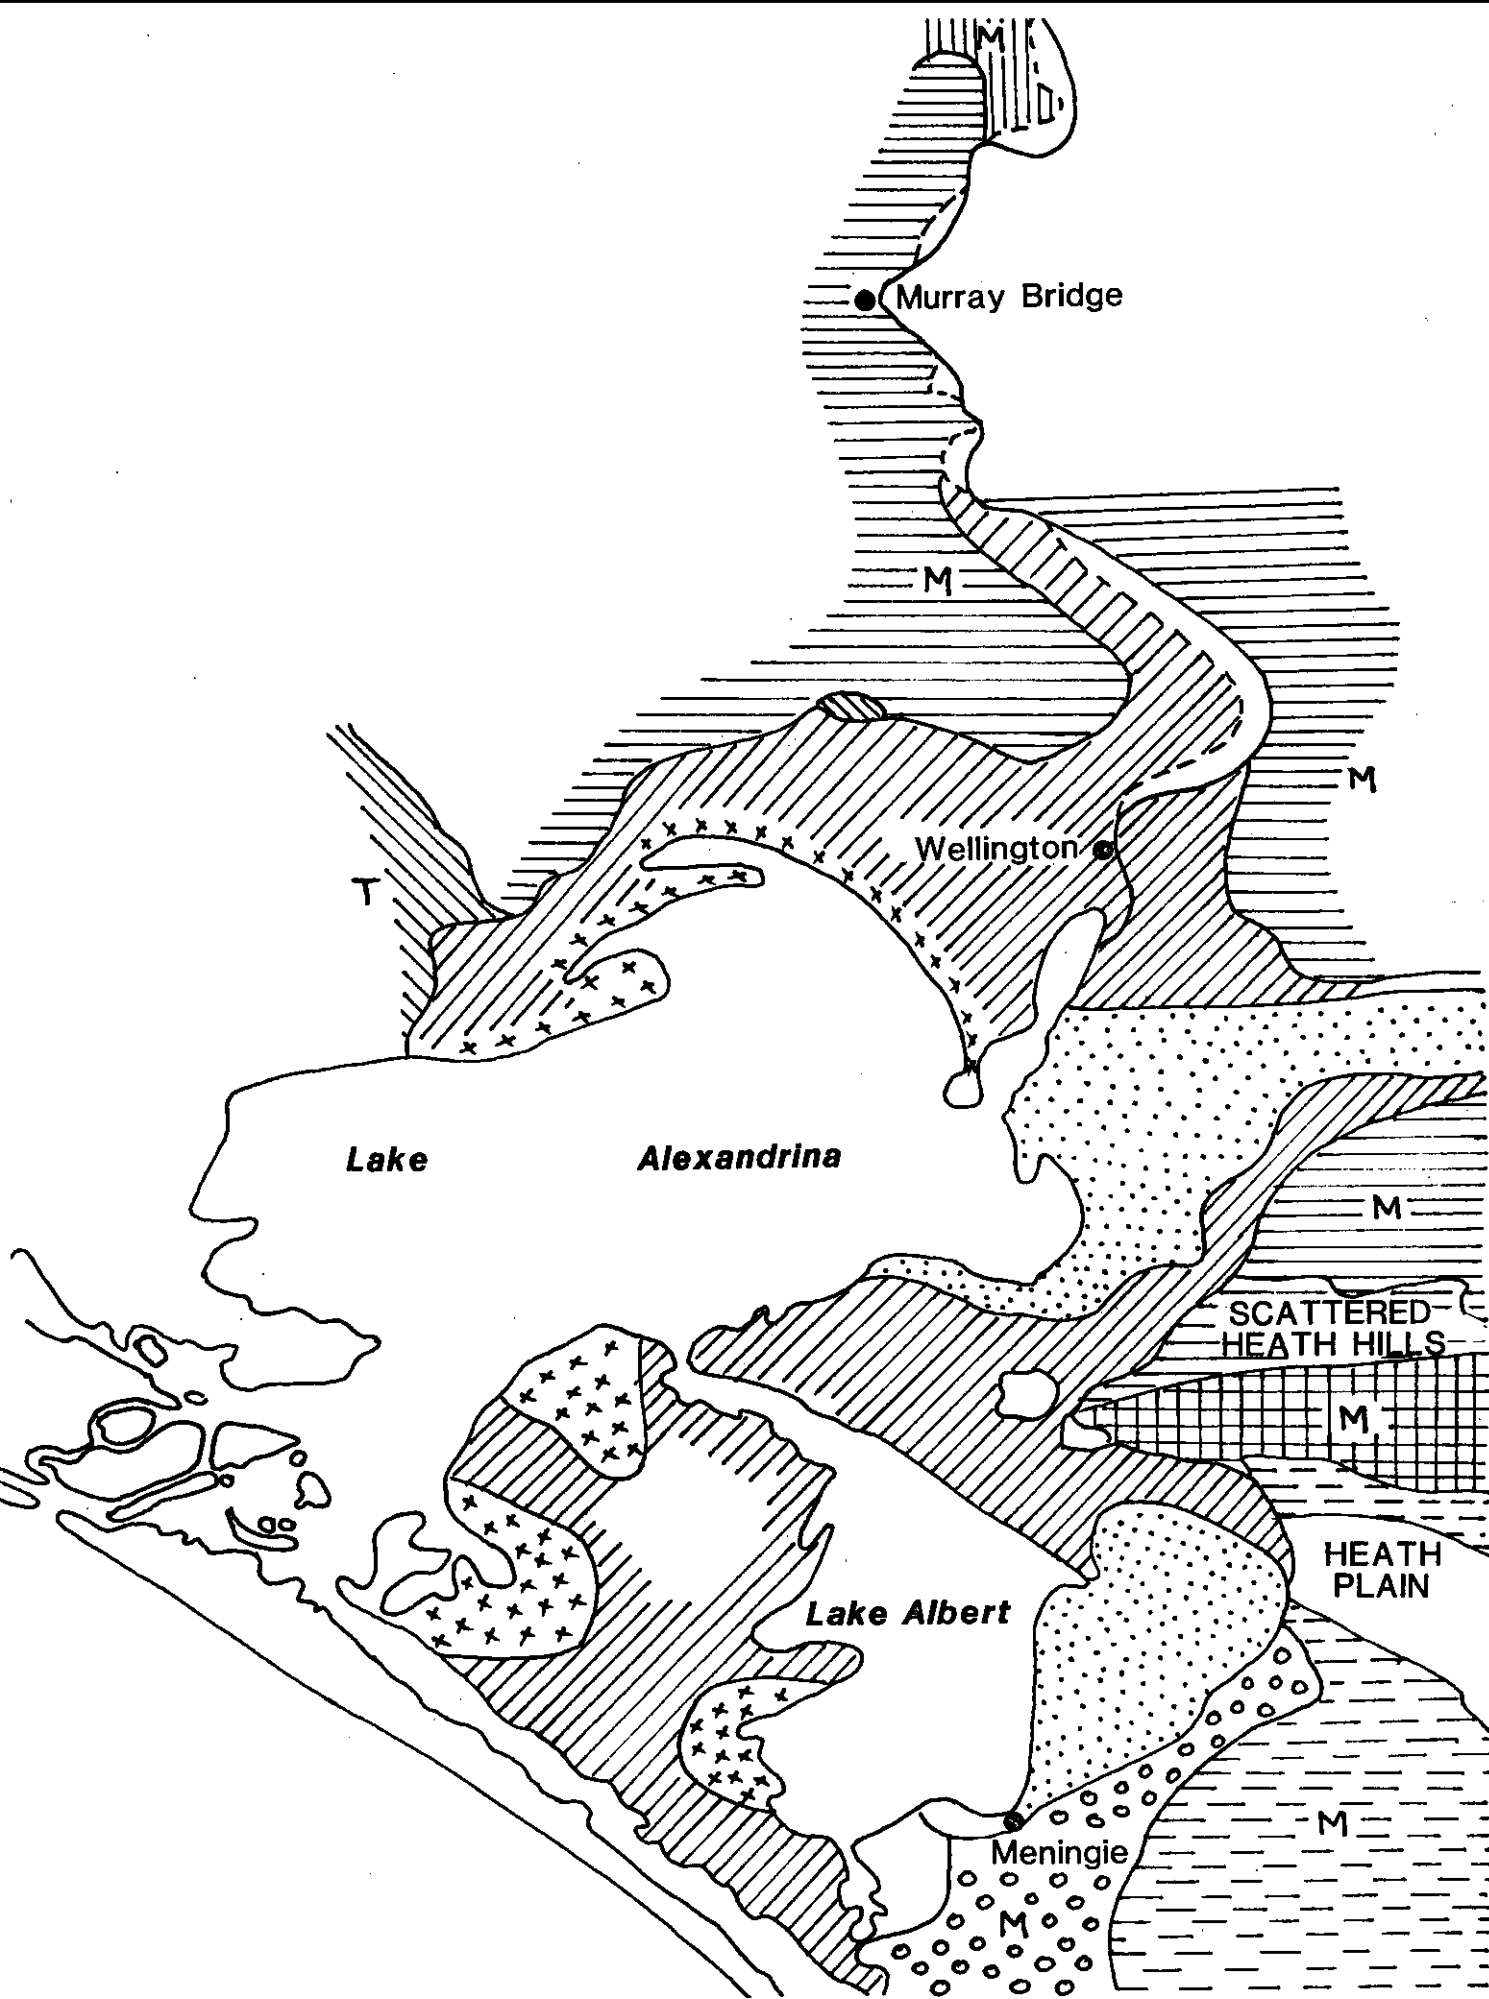 M
Murray Bridge
M
M
Wellington
T
Lake Alexandrina
M
SCATTERED
HEATH HILLS
M
HEATH
PLAIN
Lake Albert
M
Meningie
M